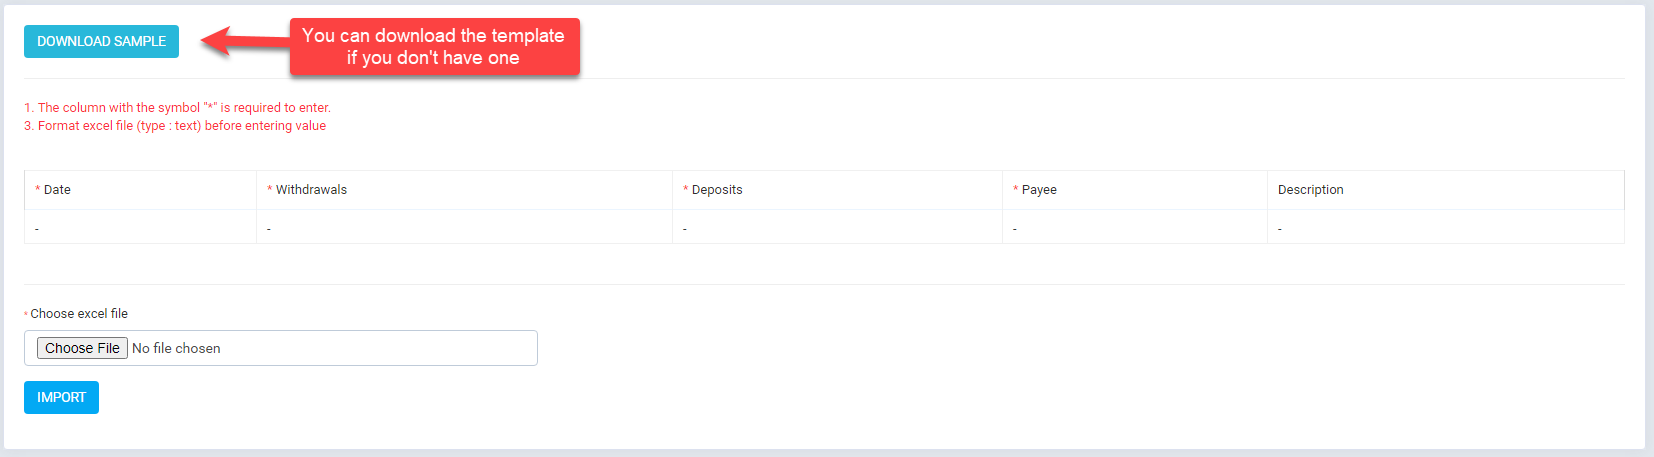 DOWNLOAD SAMPLE
You can download the template
if you don't have one
1. The column with the symbol "*" is required to enter.
3. Format excel file (type : text) before entering value
* Date * Withdrawals * Deposits * Payee Description
- - - - -
* Choose excel file
Choose File No file chosen
IMPORT